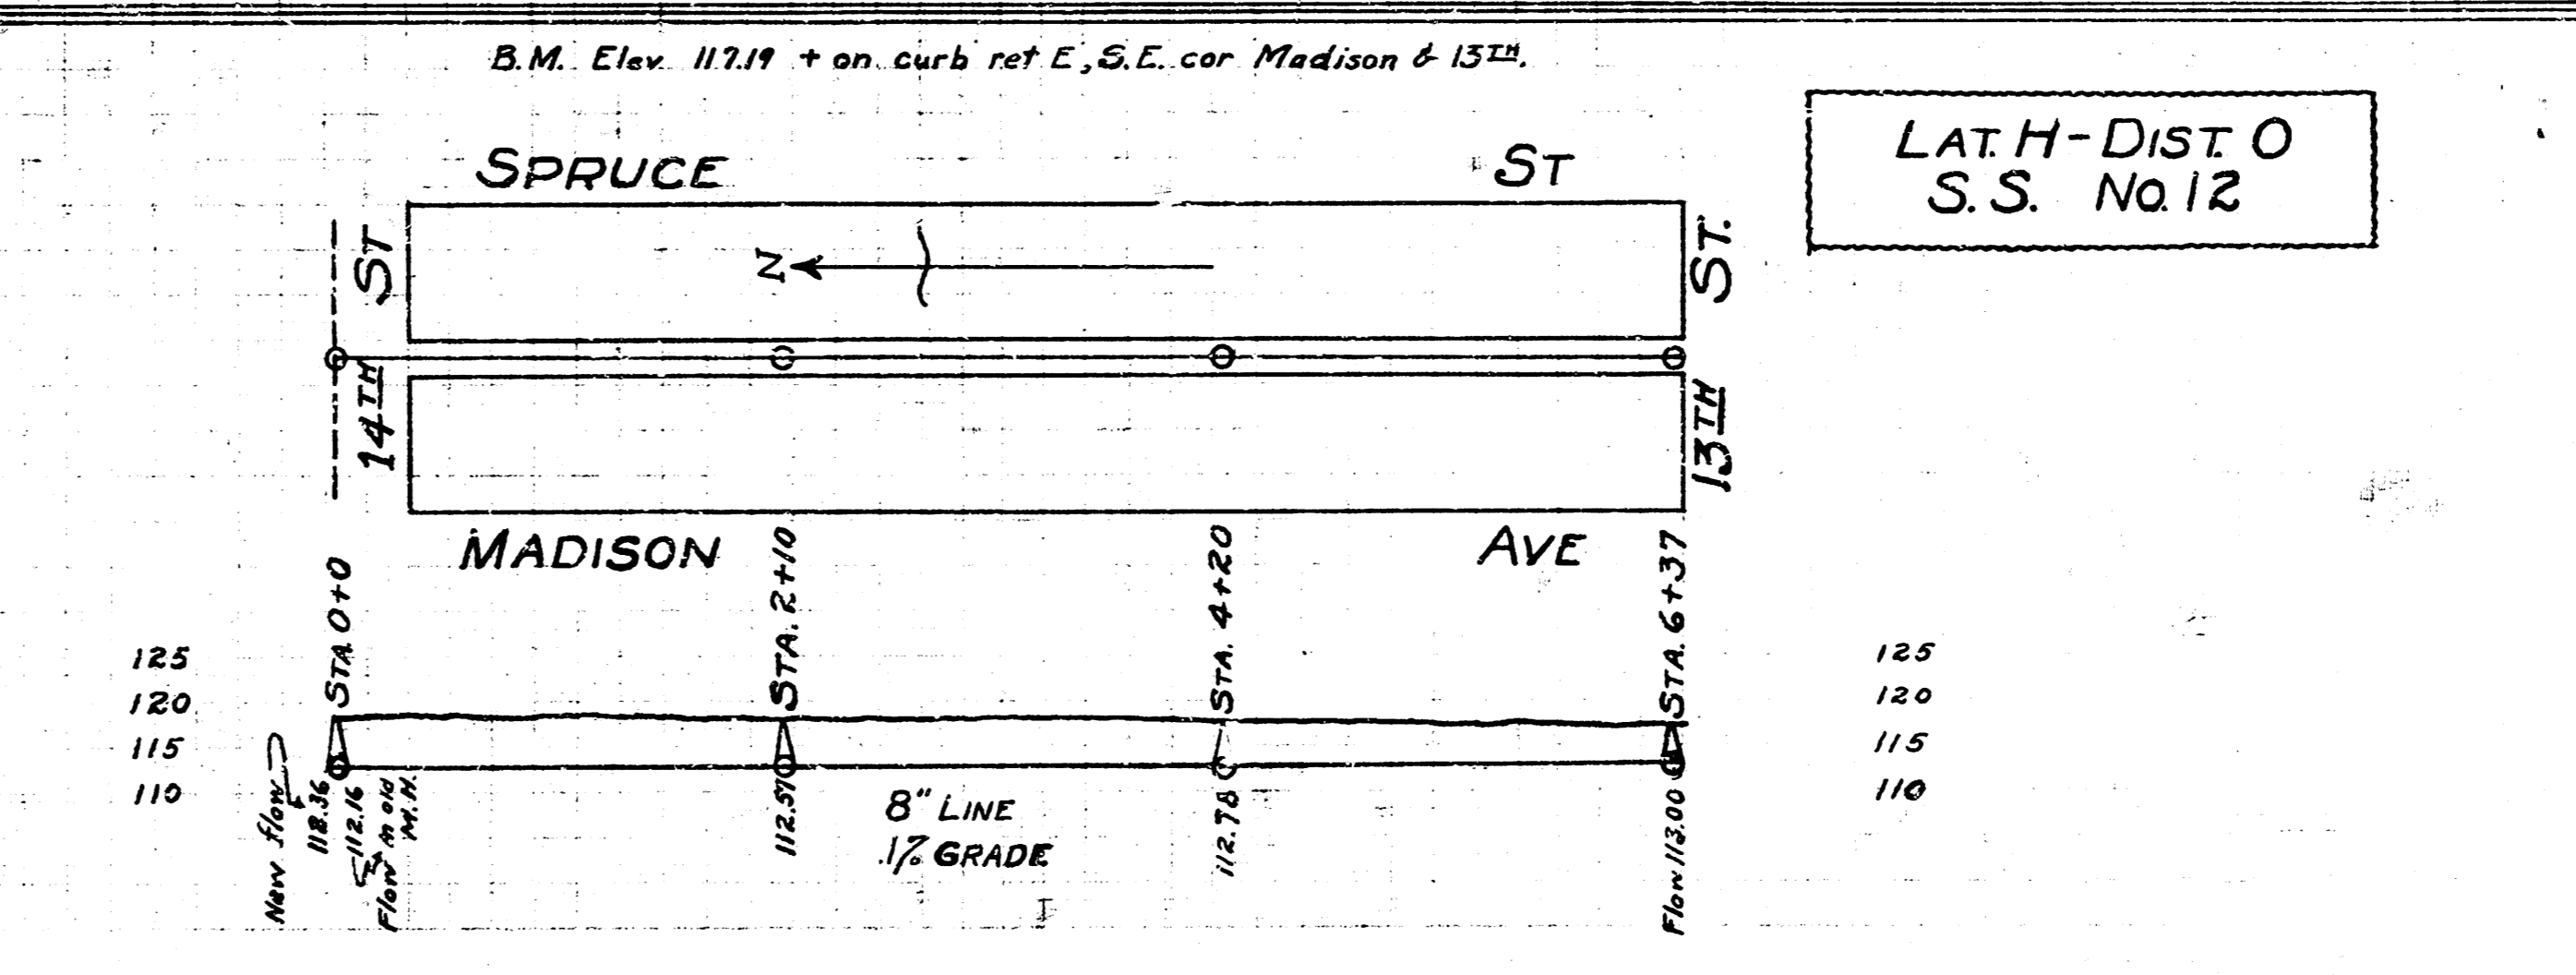 B.M. Elev. 117.19 + on curb ret E, S.E. cor Madison & 13TH.
LAT. H - DIST. O
S.S. NO. 12
SPRUCE ST
14TH ST
N
13TH ST.
MADISON AVE
STA. 0+0
STA. 2+10
STA. 4+20
STA. 6+37
125
120
115
110
125
120
115
110
New flow
112.16
Flow in old M.H.
112.57
8" LINE
.1% GRADE
112.78
Flow 113.00